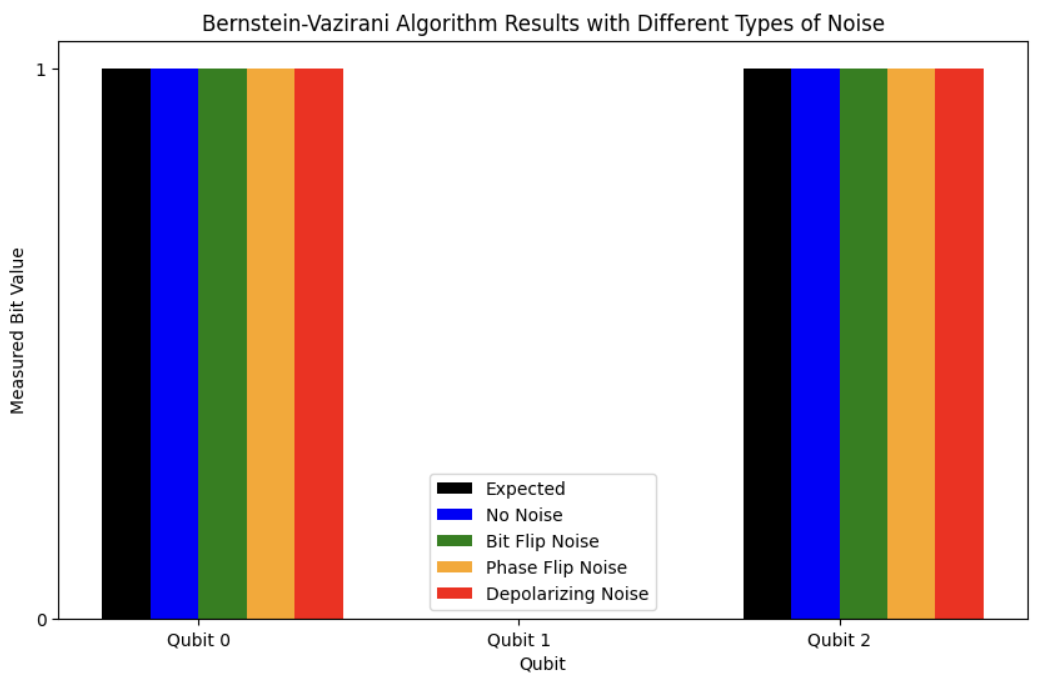 Bernstein-Vazirani Algorithm Results with Different Types of Noise
Measured Bit Value
1
0
Expected
No Noise
Bit Flip Noise
Phase Flip Noise
Depolarizing Noise
Qubit 0
Qubit 1
Qubit 2
Qubit